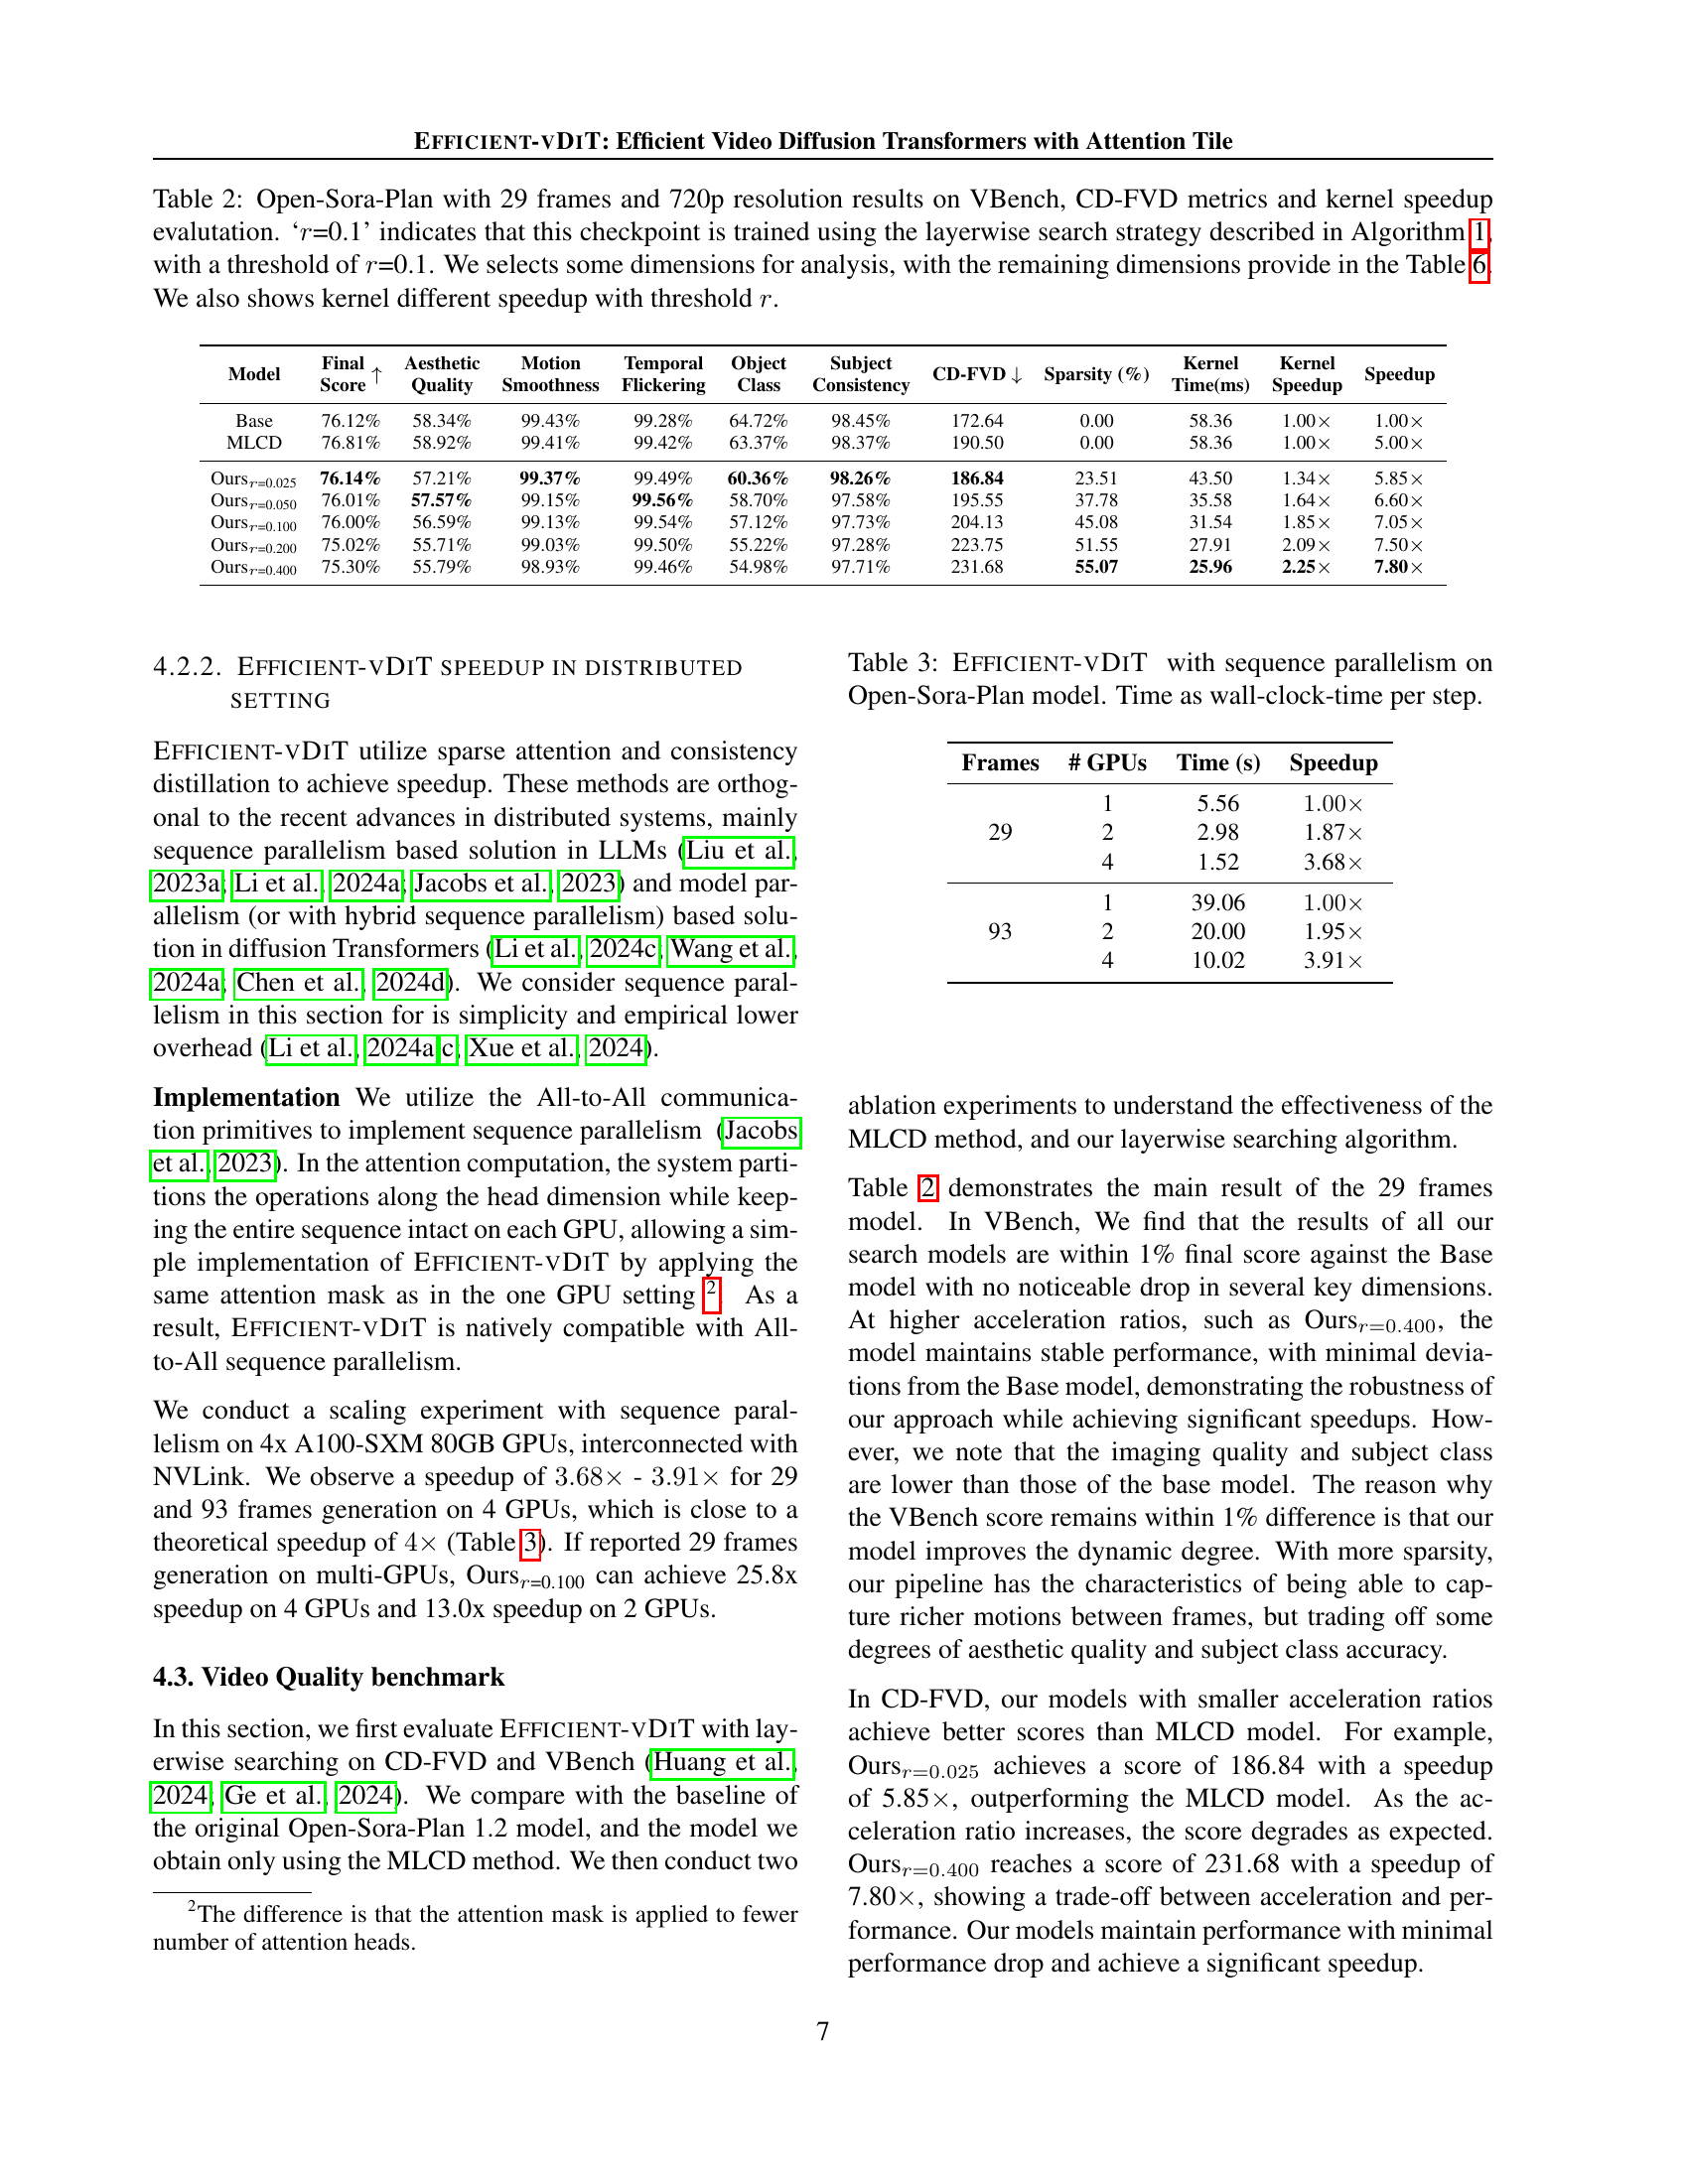 EFFICIENT-VDIT: Efficient Video Diffusion Transformers with Attention Tile
Table 2: Open-Sora-Plan with 29 frames and 720p resolution results on VBench, CD-FVD metrics and kernel speedup
evalutation. ‘r=0.1’ indicates that this checkpoint is trained using the layerwise search strategy described in Algorithm 1,
with a threshold of r=0.1. We selects some dimensions for analysis, with the remaining dimensions provide in the Table 6.
We also shows kernel different speedup with threshold r.
Model Final Score ↑ Aesthetic Quality Motion Smoothness Temporal Flickering Object Class Subject Consistency CD-FVD ↓ Sparsity (%) Kernel Time(ms) Kernel Speedup Speedup
Base 76.12% 58.34% 99.43% 99.28% 64.72% 98.45% 172.64 0.00 58.36 1.00× 1.00×
MLCD 76.81% 58.92% 99.41% 99.42% 63.37% 98.37% 190.50 0.00 58.36 1.00× 5.00×
Ours r=0.025 76.14% 57.21% 99.37% 99.49% 60.36% 98.26% 186.84 23.51 43.50 1.34× 5.85×
Ours r=0.050 76.01% 57.57% 99.15% 99.56% 58.70% 97.58% 195.55 37.78 35.58 1.64× 6.60×
Ours r=0.100 76.00% 56.59% 99.13% 99.54% 57.12% 97.73% 204.13 45.08 31.54 1.85× 7.05×
Ours r=0.200 75.02% 55.71% 99.03% 99.50% 55.22% 97.28% 223.75 51.55 27.91 2.09× 7.50×
Ours r=0.400 75.30% 55.79% 98.93% 99.46% 54.98% 97.71% 231.68 55.07 25.96 2.25× 7.80×
4.2.2. EFFICIENT-VDIT SPEEDUP IN DISTRIBUTED
SETTING
EFFICIENT-VDIT utilize sparse attention and consistency
distillation to achieve speedup. These methods are orthog-
onal to the recent advances in distributed systems, mainly
sequence parallelism based solution in LLMs (Liu et al.,
2023a; Li et al., 2024a; Jacobs et al., 2023) and model par-
allelism (or with hybrid sequence parallelism) based solu-
tion in diffusion Transformers (Li et al., 2024c; Wang et al.,
2024a; Chen et al., 2024d). We consider sequence paral-
lelism in this section for is simplicity and empirical lower
overhead (Li et al., 2024a;c; Xue et al., 2024).
Implementation We utilize the All-to-All communica-
tion primitives to implement sequence parallelism (Jacobs
et al., 2023). In the attention computation, the system parti-
tions the operations along the head dimension while keep-
ing the entire sequence intact on each GPU, allowing a sim-
ple implementation of EFFICIENT-VDIT by applying the
same attention mask as in the one GPU setting 2. As a
result, EFFICIENT-VDIT is natively compatible with All-
to-All sequence parallelism.
We conduct a scaling experiment with sequence paral-
lelism on 4x A100-SXM 80GB GPUs, interconnected with
NVLink. We observe a speedup of 3.68× - 3.91× for 29
and 93 frames generation on 4 GPUs, which is close to a
theoretical speedup of 4× (Table 3). If reported 29 frames
generation on multi-GPUs, Ours r=0.100 can achieve 25.8x
speedup on 4 GPUs and 13.0x speedup on 2 GPUs.
4.3. Video Quality benchmark
In this section, we first evaluate EFFICIENT-VDIT with lay-
erwise searching on CD-FVD and VBench (Huang et al.,
2024; Ge et al., 2024). We compare with the baseline of
the original Open-Sora-Plan 1.2 model, and the model we
obtain only using the MLCD method. We then conduct two
2The difference is that the attention mask is applied to fewer
number of attention heads.
Table 3: EFFICIENT-VDIT with sequence parallelism on
Open-Sora-Plan model. Time as wall-clock-time per step.
Frames # GPUs Time (s) Speedup
1 5.56 1.00×
29 2 2.98 1.87×
4 1.52 3.68×
1 39.06 1.00×
93 2 20.00 1.95×
4 10.02 3.91×
ablation experiments to understand the effectiveness of the
MLCD method, and our layerwise searching algorithm.
Table 2 demonstrates the main result of the 29 frames
model. In VBench, We find that the results of all our
search models are within 1% final score against the Base
model with no noticeable drop in several key dimensions.
At higher acceleration ratios, such as Ours r=0.400, the
model maintains stable performance, with minimal devia-
tions from the Base model, demonstrating the robustness of
our approach while achieving significant speedups. How-
ever, we note that the imaging quality and subject class
are lower than those of the base model. The reason why
the VBench score remains within 1% difference is that our
model improves the dynamic degree. With more sparsity,
our pipeline has the characteristics of being able to cap-
ture richer motions between frames, but trading off some
degrees of aesthetic quality and subject class accuracy.
In CD-FVD, our models with smaller acceleration ratios
achieve better scores than MLCD model. For example,
Ours r=0.025 achieves a score of 186.84 with a speedup
of 5.85×, outperforming the MLCD model. As the ac-
celeration ratio increases, the score degrades as expected.
Ours r=0.400 reaches a score of 231.68 with a speedup of
7.80×, showing a trade-off between acceleration and per-
formance. Our models maintain performance with minimal
performance drop and achieve a significant speedup.
7